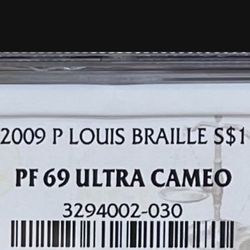 2009 P LOUIS BRAILLE S$1
PF 69 ULTRA CAMEO
3294002-030